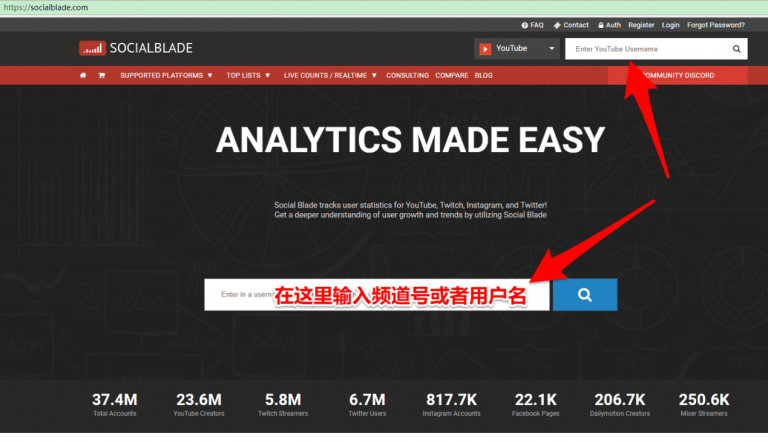 https://socialblade.com
FAQ Contact Auth Register Login Forgot Password?
SOCIALBLADE
YouTube
Enter YouTube Username
SUPPORTED PLATFORMS TOP LISTS LIVE COUNTS / REALTIME CONSULTING COMPARE BLOG
OMMUNITY DISCORD
ANALYTICS MADE EASY
Social Blade tracks user statistics for YouTube, Twitch, Instagram, and Twitter!
Get a deeper understanding of user growth and trends by utilizing Social Blade
Enter in a user
在这里输入频道号或者用户名
37.4M 23.6M 5.8M 6.7M 817.7K 22.1K 206.7K 250.6K
Total Accounts YouTube Creators Twitch Streamers Twitter Users Instagram Accounts Facebook Pages Dailymotion Creators Mixer Streamers